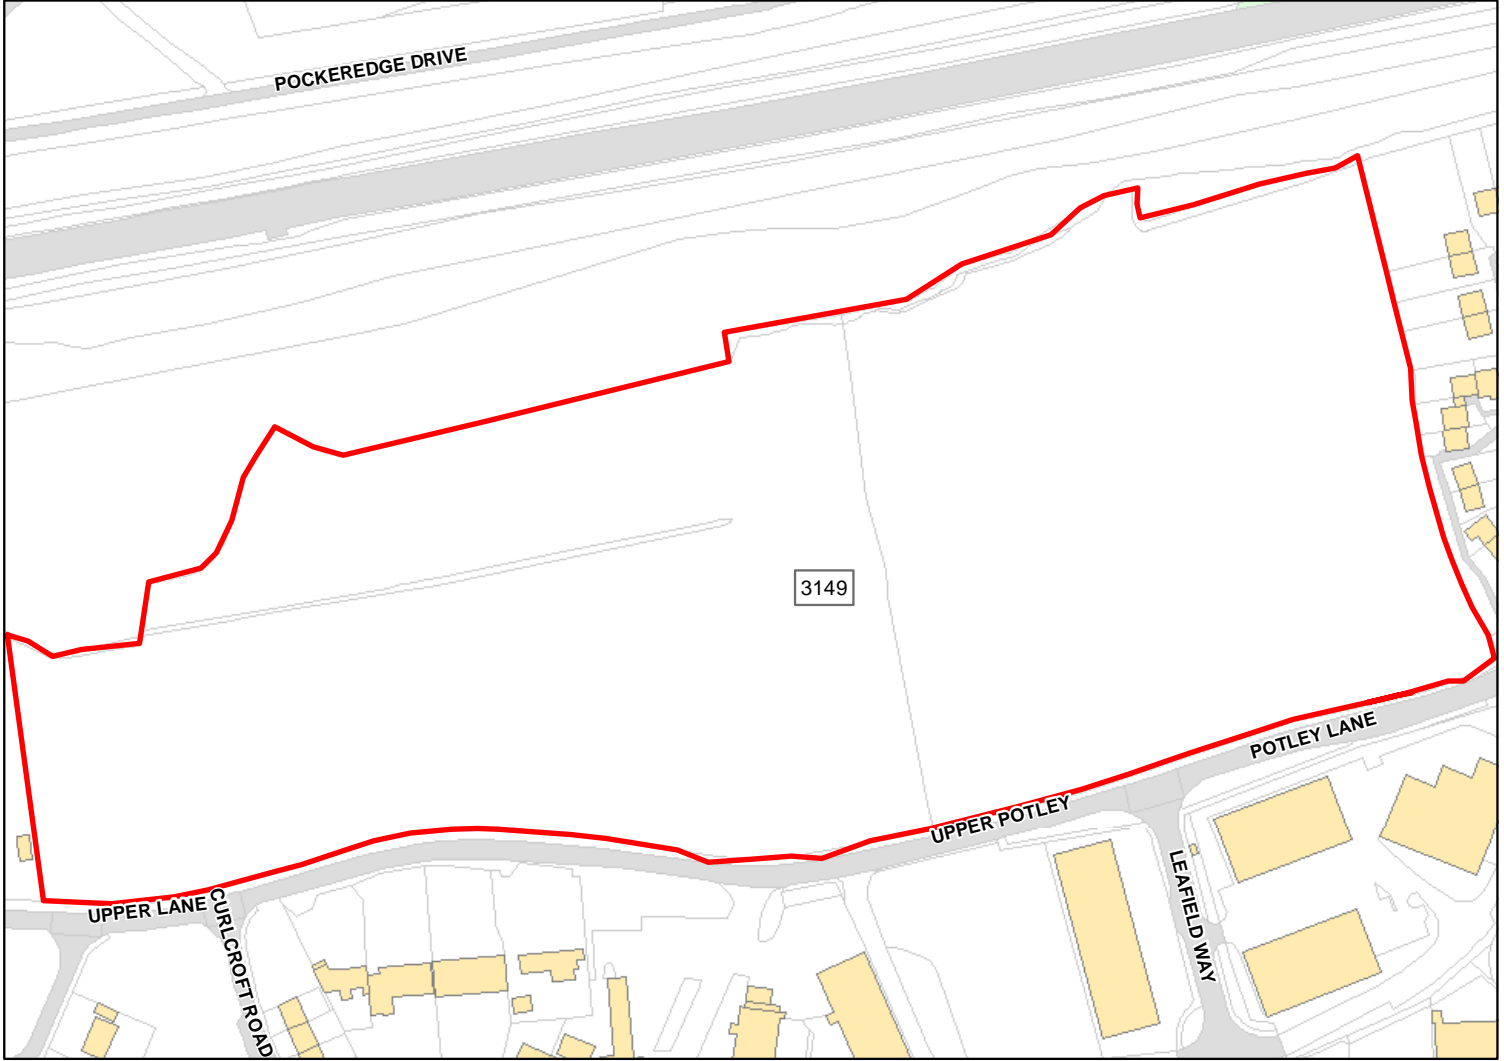 POCKEREDGE DRIVE
3149
POTLEY LANE
UPPER POTLEY
UPPER LANE
CURLCROFT ROAD
LEAFIELD WAY